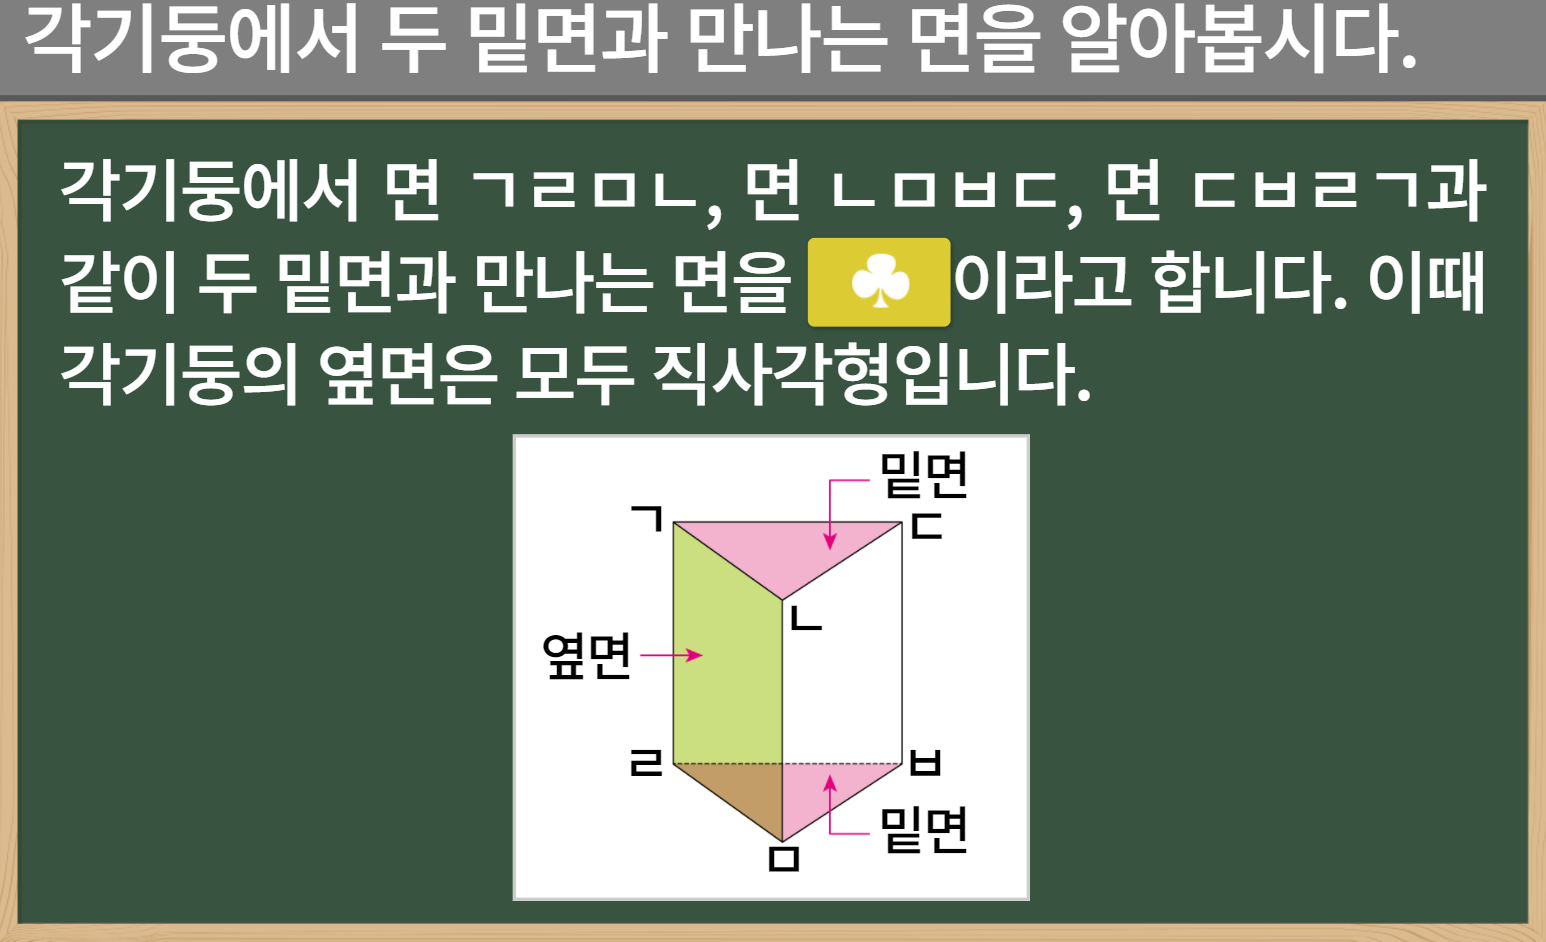 각기둥에서 두 밑면과 만나는 면을 알아봅시다.
각기둥에서 면 ㄱㄹㅁㄴ, 면 ㄴㅁㅂㄷ, 면 ㄷㅂㄹㄱ과
같이 두 밑면과 만나는 면을 이라고 합니다. 이때
각기둥의 옆면은 모두 직사각형입니다.
밑면
ㄱ
ㄷ
ㄴ
옆면
ㄹ
ㅂ
밑면
ㅁ